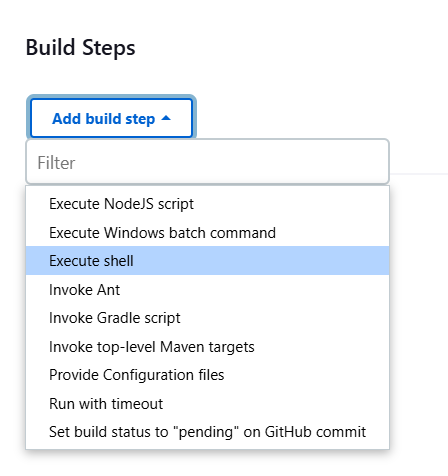 Build Steps
Add build step
Filter
Execute NodeJS script
Execute Windows batch command
Execute shell
Invoke Ant
Invoke Gradle script
Invoke top-level Maven targets
Provide Configuration files
Run with timeout
Set build status to "pending" on GitHub commit